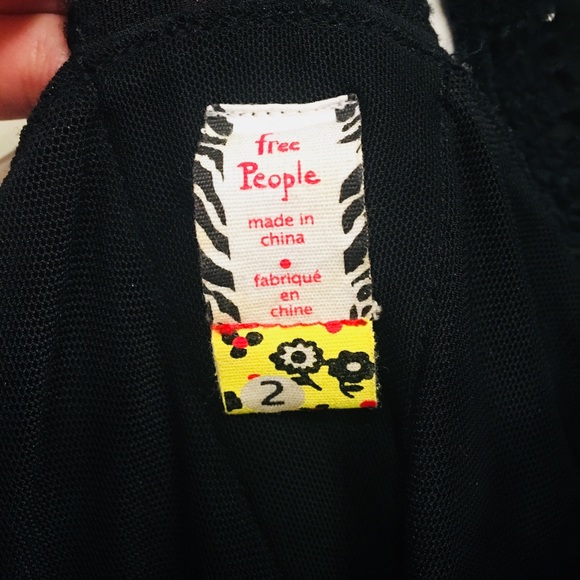 free
People
made in
china
fabriqué
en
chine
2